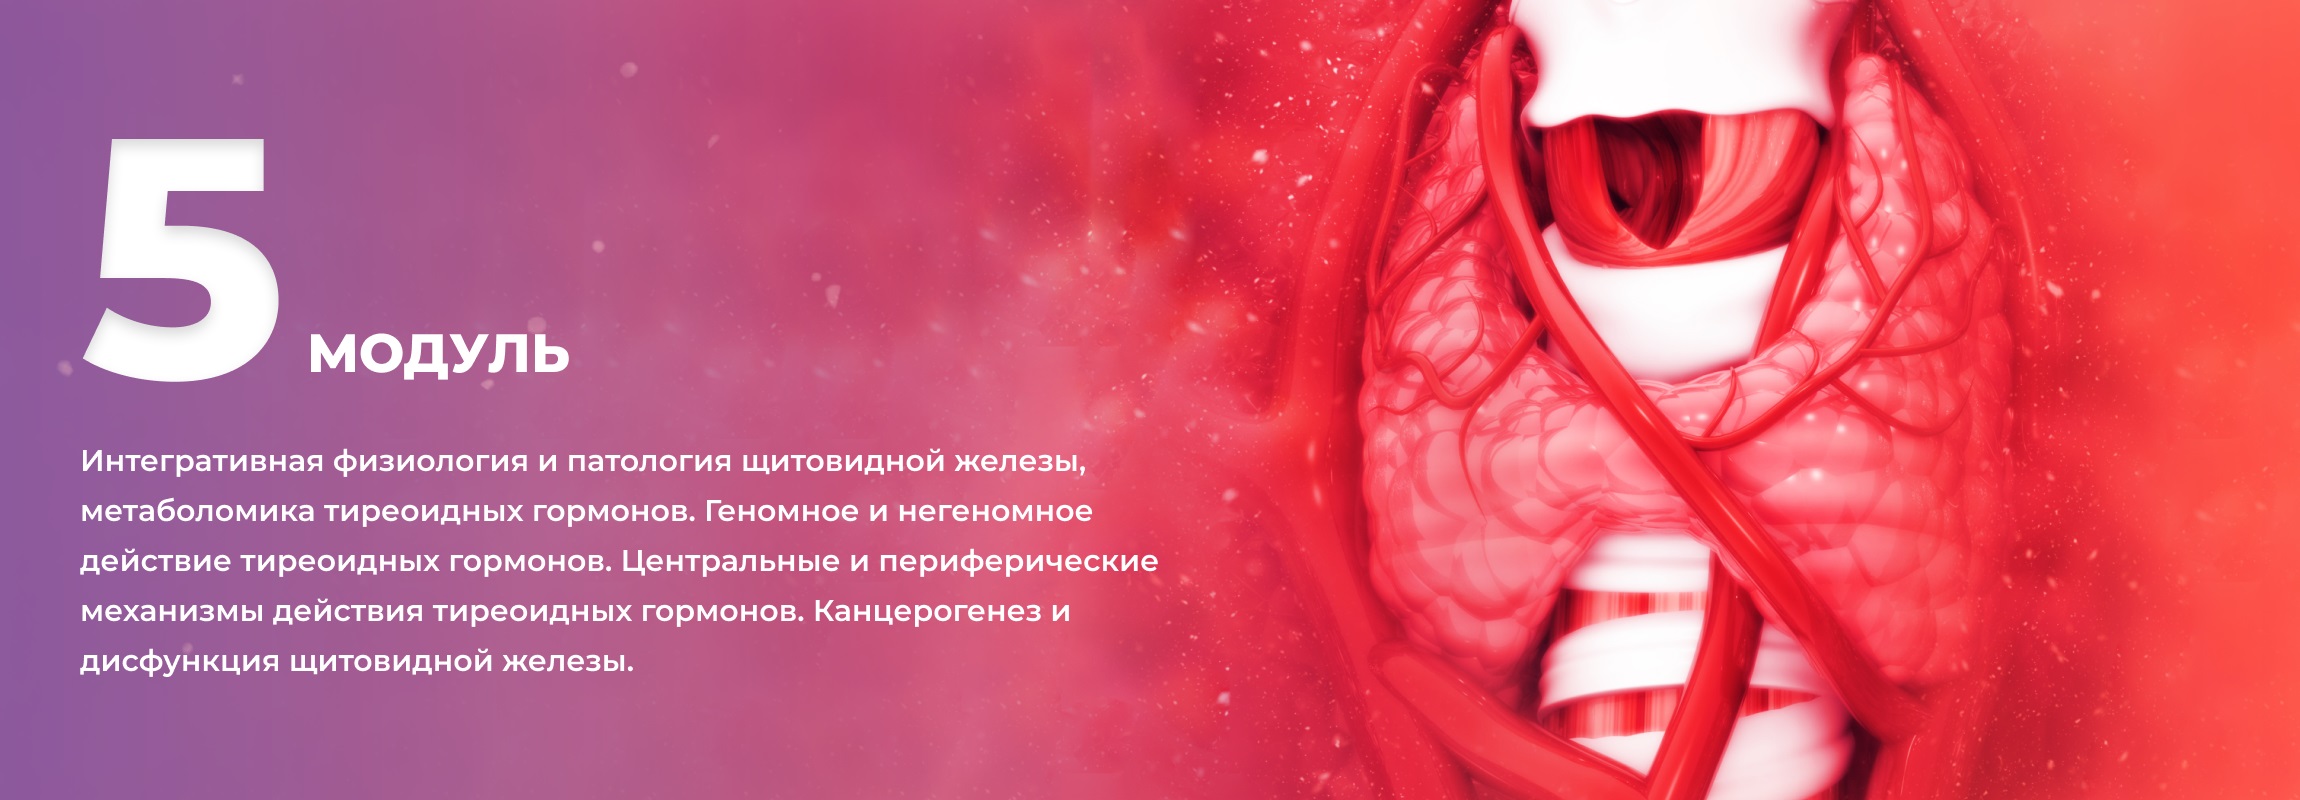 5 МОДУЛЬ
Интегративная физиология и патология щитовидной железы,
метаболомика тиреоидных гормонов. Геномное и негеномное
действие тиреоидных гормонов. Центральные и периферические
механизмы действия тиреоидных гормонов. Канцерогенез и
дисфункция щитовидной железы.